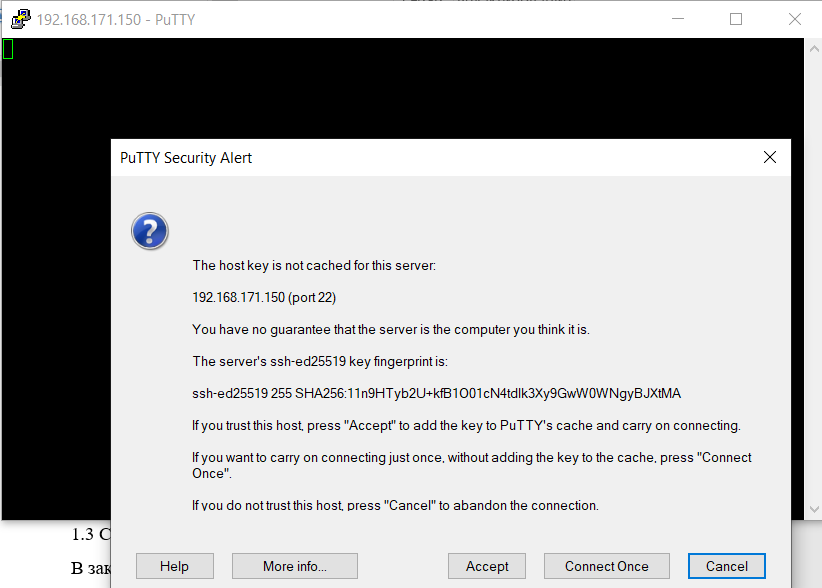 192.168.171.150 - PuTTY
PuTTY Security Alert
The host key is not cached for this server:
192.168.171.150 (port 22)
You have no guarantee that the server is the computer you think it is.
The server's ssh-ed25519 key fingerprint is:
ssh-ed25519 255 SHA256:11n9HTyb2U+kfB1O01cN4tdlk3Xy9GwW0WNgyBJXtMA
If you trust this host, press "Accept" to add the key to PuTTY's cache and carry on connecting.
If you want to carry on connecting just once, without adding the key to the cache, press "Connect
Once".
If you do not trust this host, press "Cancel" to abandon the connection.
1.3 С
В зак
Help
More info...
Accept
Connect Once
Cancel